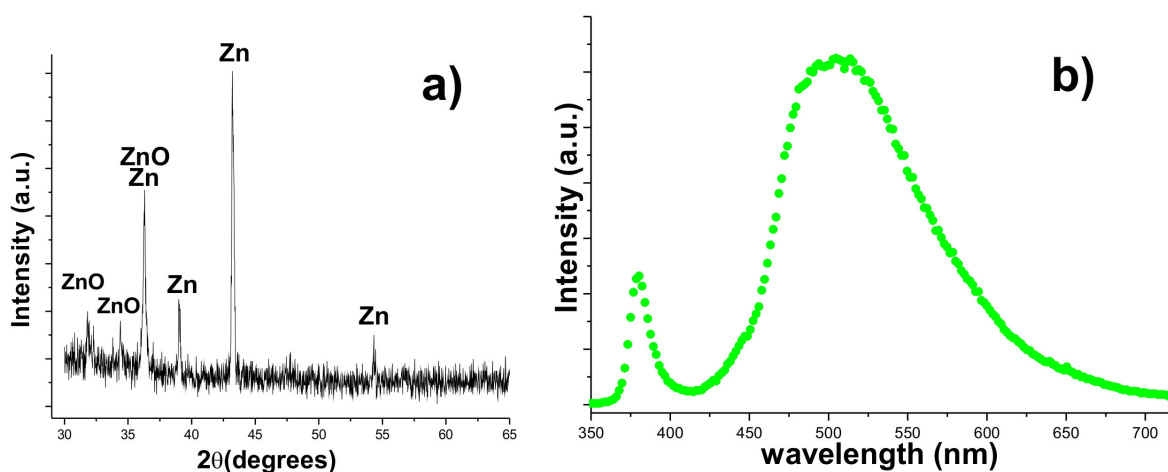 a)
Zn
ZnO
Zn
ZnO
ZnO
Zn
Zn
Intensity (a.u.)
30 35 40 45 50 55 60 65
2θ(degrees)
b)
Intensity (a.u.)
350 400 450 500 550 600 650 700
wavelength (nm)